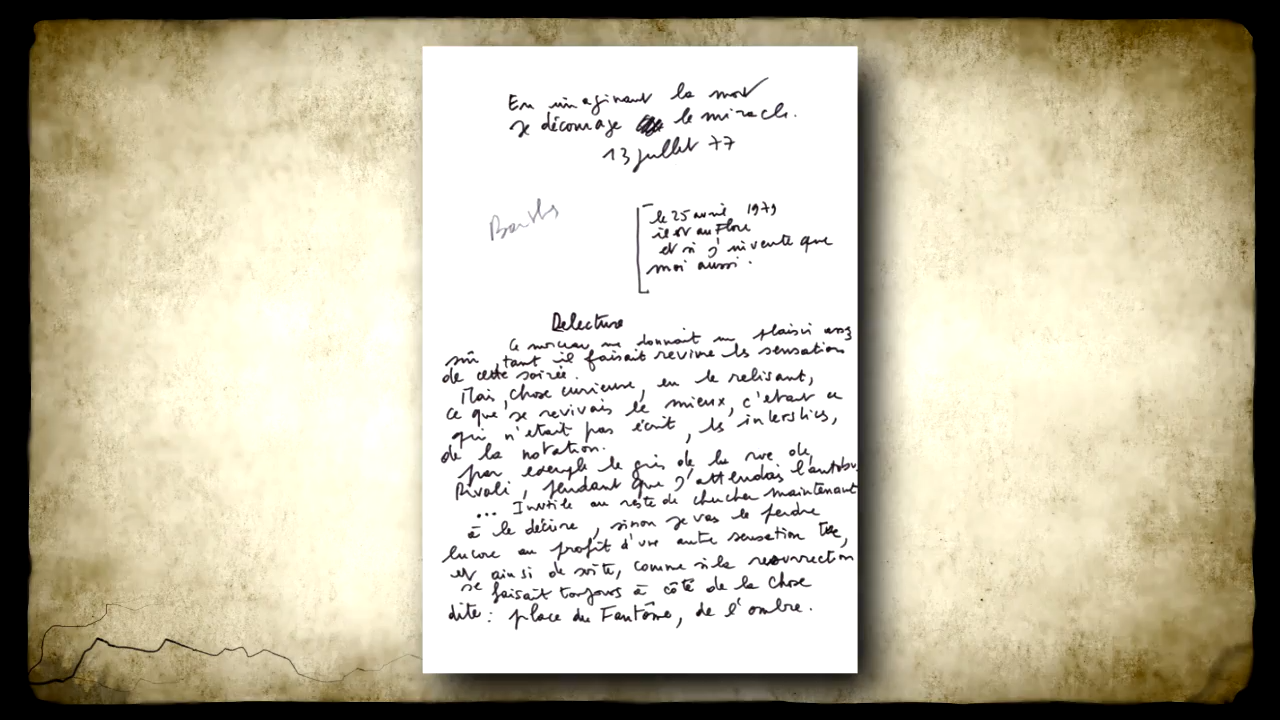 En imaginant la mort
je décourage le miracle.
13 juillet 77
Barthes
le 25 avril 1979
il est au Flore
et si j'invente que
moi aussi.
Relecture
Ce morceau me donnait un plaisir assez
sûr, tant il faisait revivre les sensations
de cette soirée.
Mais, chose curieuse, en le relisant,
ce que je revivais le mieux, c'était ce
qui n'était pas écrit, les interstices,
de la notation.
par exemple le gris de la rue de
Rivoli, pendant que j'attendais l'autobus
... Inutile au reste de chercher maintenant
à le décrire, sinon je vas le perdre
encore au profit d'une autre sensation tue,
et ainsi de suite, comme si la resurrection
se faisait toujours à côté de la chose
dite : place du Fantôme, de l'ombre.